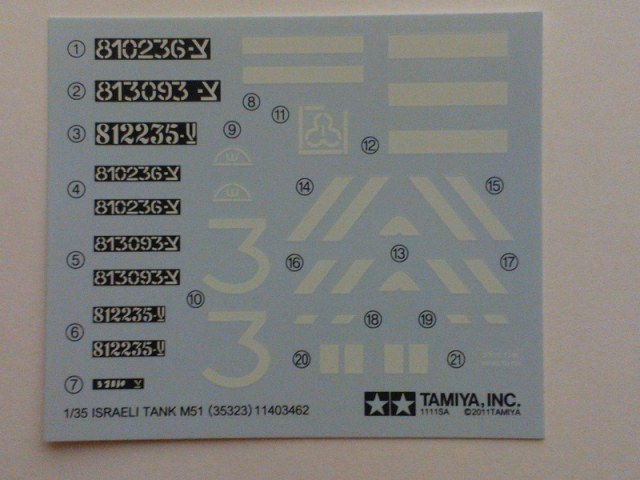 ① 810236-צ
② 813093-צ
③ 812235-צ
④ 810236-צ
810236-צ
⑤ 813093-צ
813093-צ
⑥ 812235-צ
812235-צ
⑦
⑧
⑨ ש
ש
⑩ 3
3
⑪
⑫
⑬
⑭
⑮
⑯
⑰
⑱
⑲
⑳
㉑
1/35 ISRAELI TANK M51 (35323) 11403462
TAMIYA, INC.
1111SA ©2011TAMIYA